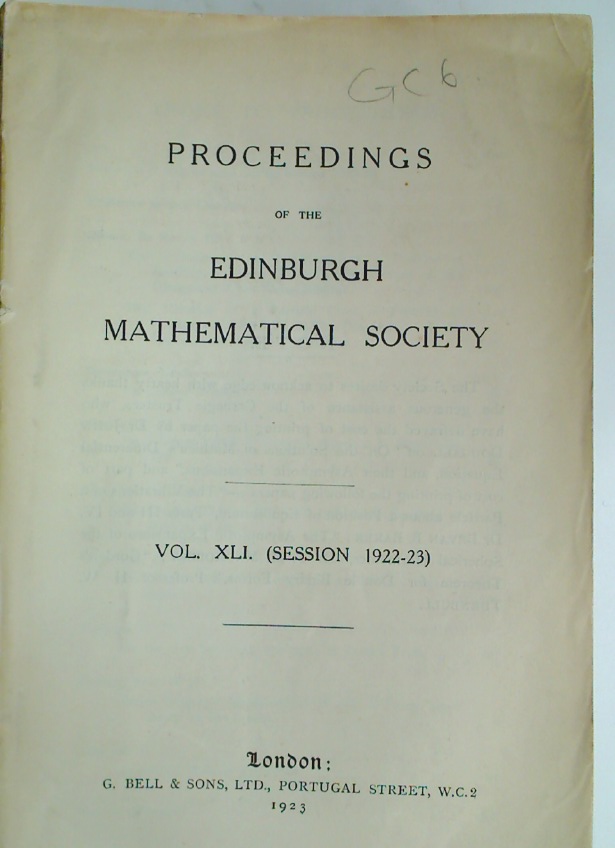 GC6
PROCEEDINGS
OF THE
EDINBURGH
MATHEMATICAL SOCIETY
VOL. XLI. (SESSION 1922-23)
London:
G. BELL & SONS, LTD., PORTUGAL STREET, W.C.2
1923